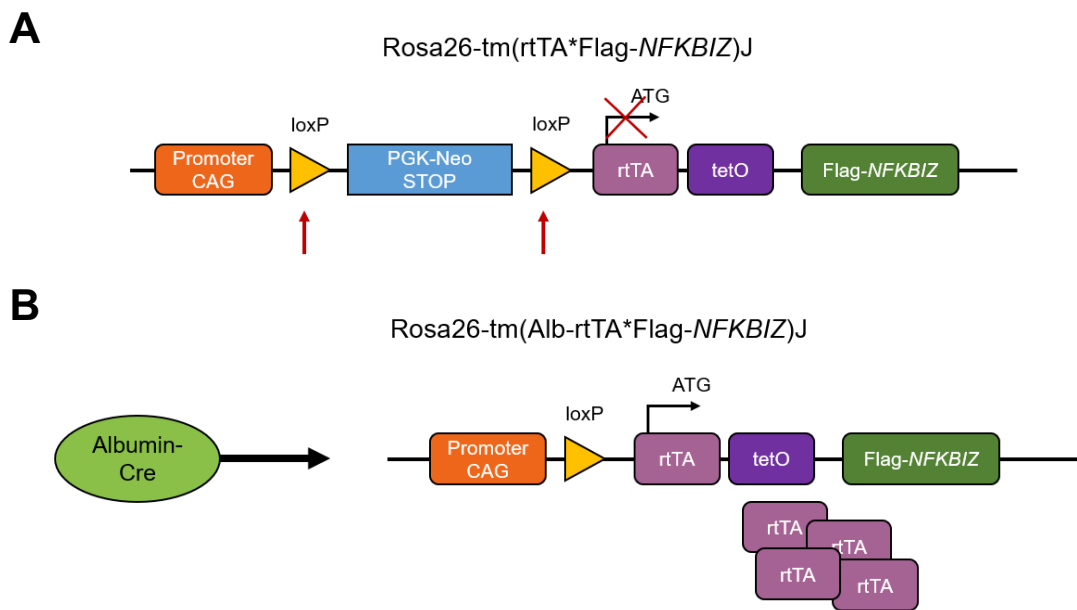 A
Rosa26-tm(rtTA*Flag-NFKBIZ)J
ATG
loxP
loxP
Promoter
CAG
PGK-Neo
STOP
rtTA
tetO
Flag-NFKBIZ
B
Rosa26-tm(Alb-rtTA*Flag-NFKBIZ)J
ATG
loxP
Albumin-
Cre
Promoter
CAG
rtTA
tetO
Flag-NFKBIZ
rtTA
rtTA
rtTA
rtTA